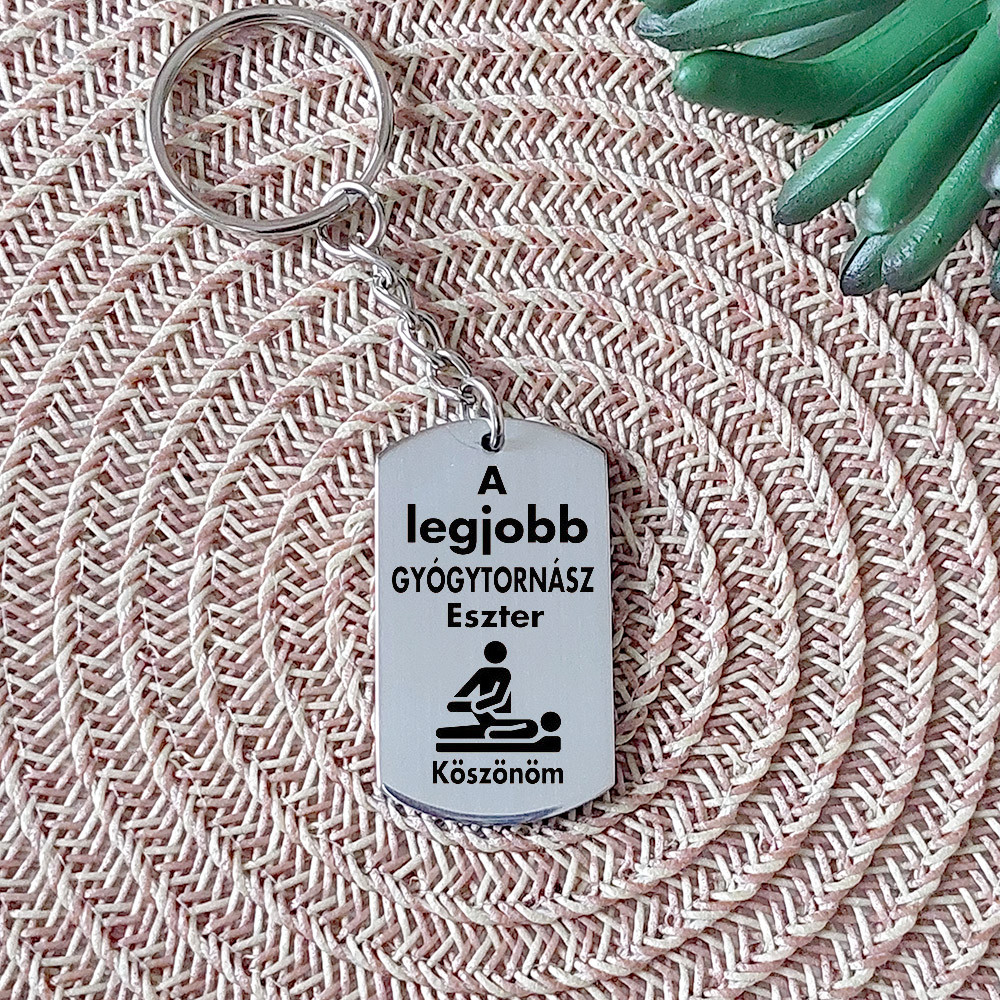 A
legjobb
GYÓGYTORNÁSZ
Eszter
Köszönöm